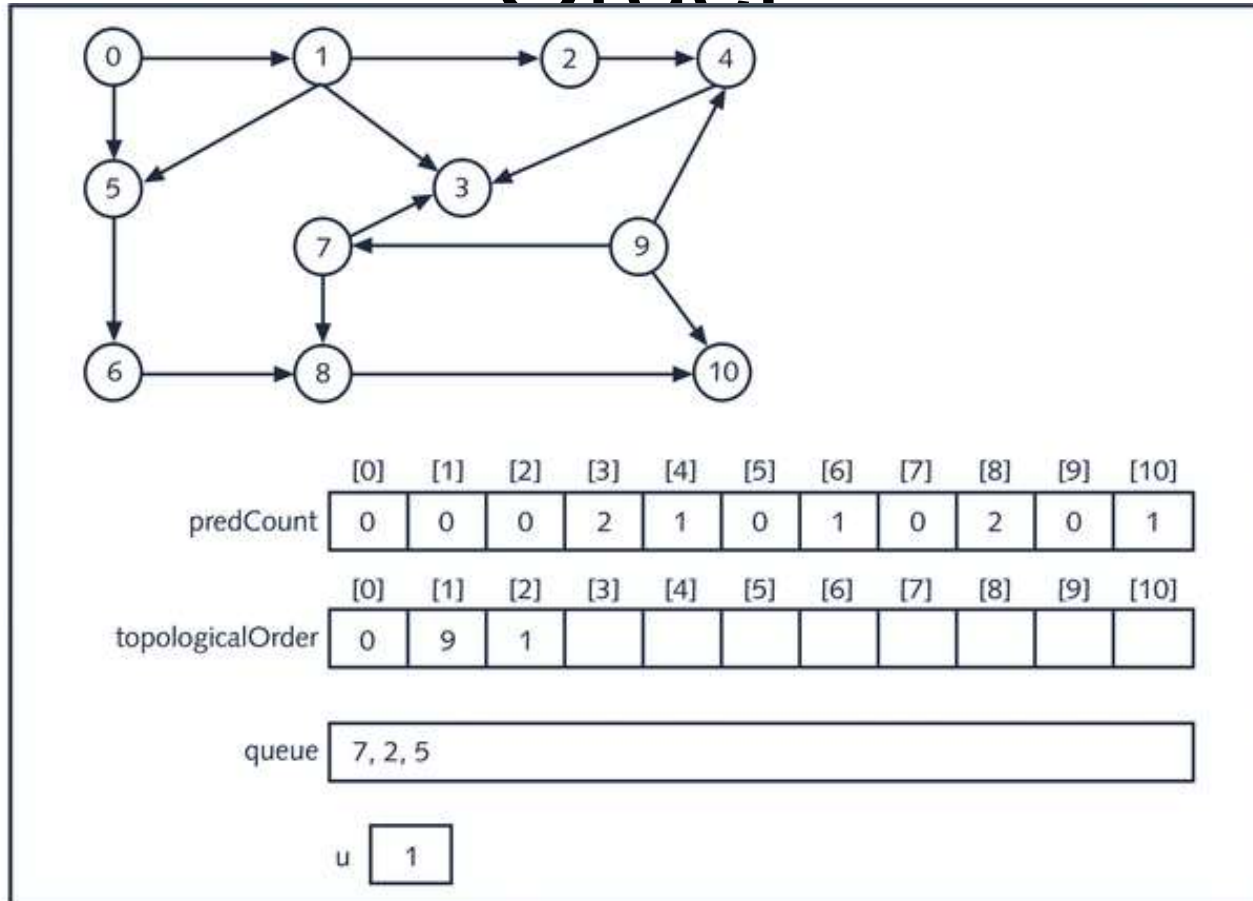 0 1 2 4
5 3
7 9
6 8 10
[0] [1] [2] [3] [4] [5] [6] [7] [8] [9] [10]
predCount 0 0 0 2 1 0 1 0 2 0 1
[0] [1] [2] [3] [4] [5] [6] [7] [8] [9] [10]
topologicalOrder 0 9 1
queue 7, 2, 5
u 1